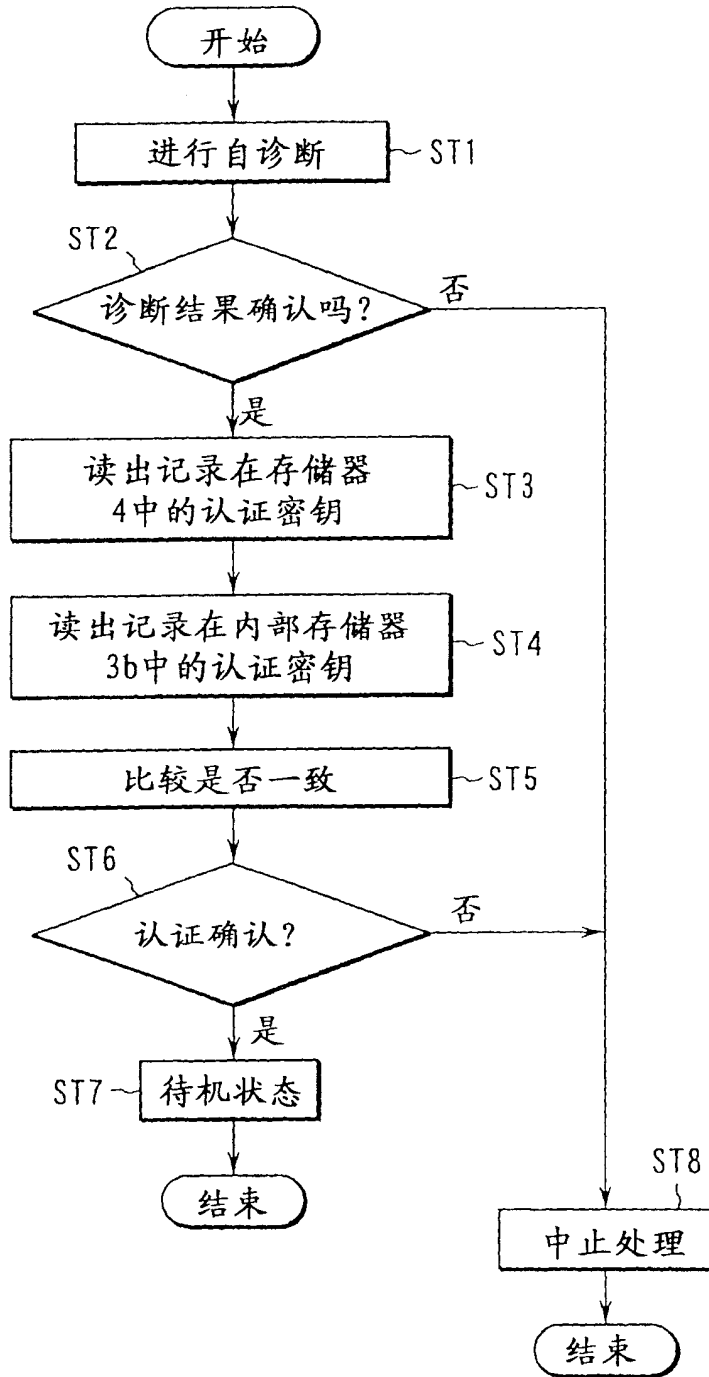 开始
进行自诊断
ST1
ST2
诊断结果确认吗?
否
是
读出记录在存储器
4中的认证密钥
ST3
读出记录在内部存储器
3b中的认证密钥
ST4
比较是否一致
ST5
ST6
认证确认?
否
是
ST7
待机状态
结束
ST8
中止处理
结束